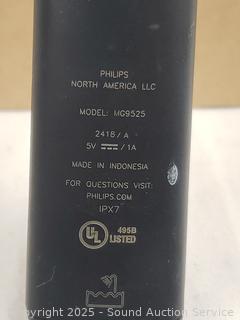 PHILIPS
NORTH AMERICA LLC
MODEL: MG9525
2418/A
5V ⎓ / 1A
MADE IN INDONESIA
FOR QUESTIONS VISIT:
PHILIPS.COM
IPX7
UL 495B
LISTED
Copyright 2025 - Sound Auction Service